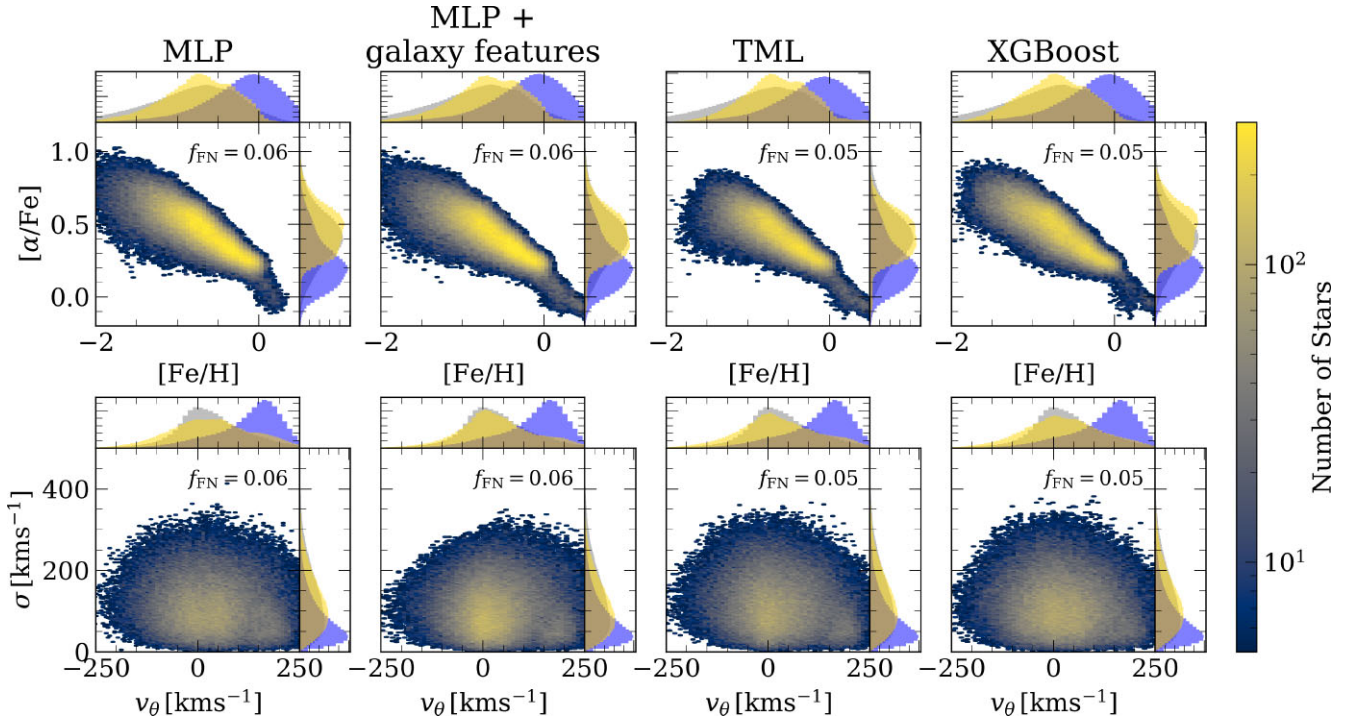 MLP
MLP +
galaxy features
TML
XGBoost
1.0
0.5
0.0
[α/Fe]
f_FN = 0.06
f_FN = 0.06
f_FN = 0.05
f_FN = 0.05
−2 0
−2 0
−2 0
−2 0
[Fe/H]
[Fe/H]
[Fe/H]
[Fe/H]
400
200
0
σ [kms⁻¹]
f_FN = 0.06
f_FN = 0.06
f_FN = 0.05
f_FN = 0.05
−250 0 250
−250 0 250
−250 0 250
−250 0 250
v_θ [kms⁻¹]
v_θ [kms⁻¹]
v_θ [kms⁻¹]
v_θ [kms⁻¹]
10²
10¹
Number of Stars